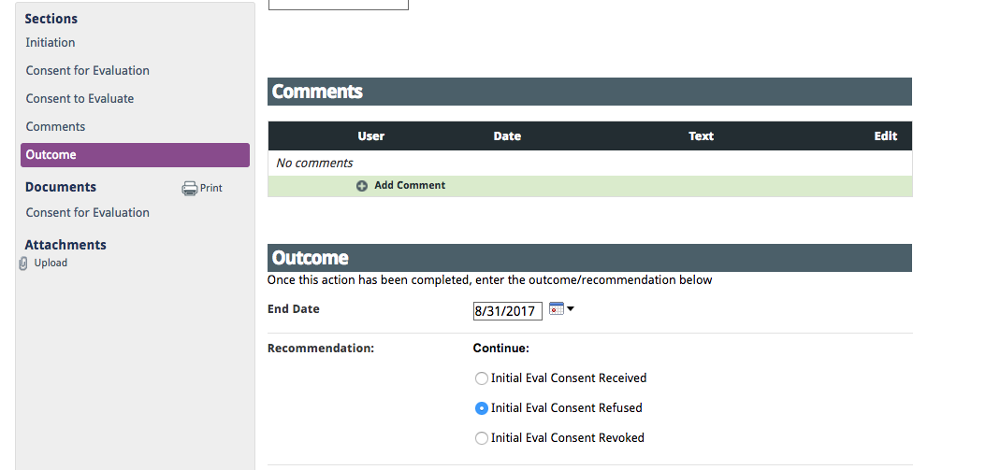 Sections
Initiation
Consent for Evaluation
Consent to Evaluate
Comments
Outcome
Documents Print
Consent for Evaluation
Attachments
Upload
Comments
User Date Text Edit
No comments
Add Comment
Outcome
Once this action has been completed, enter the outcome/recommendation below
End Date 8/31/2017
Recommendation: Continue:
Initial Eval Consent Received
Initial Eval Consent Refused
Initial Eval Consent Revoked